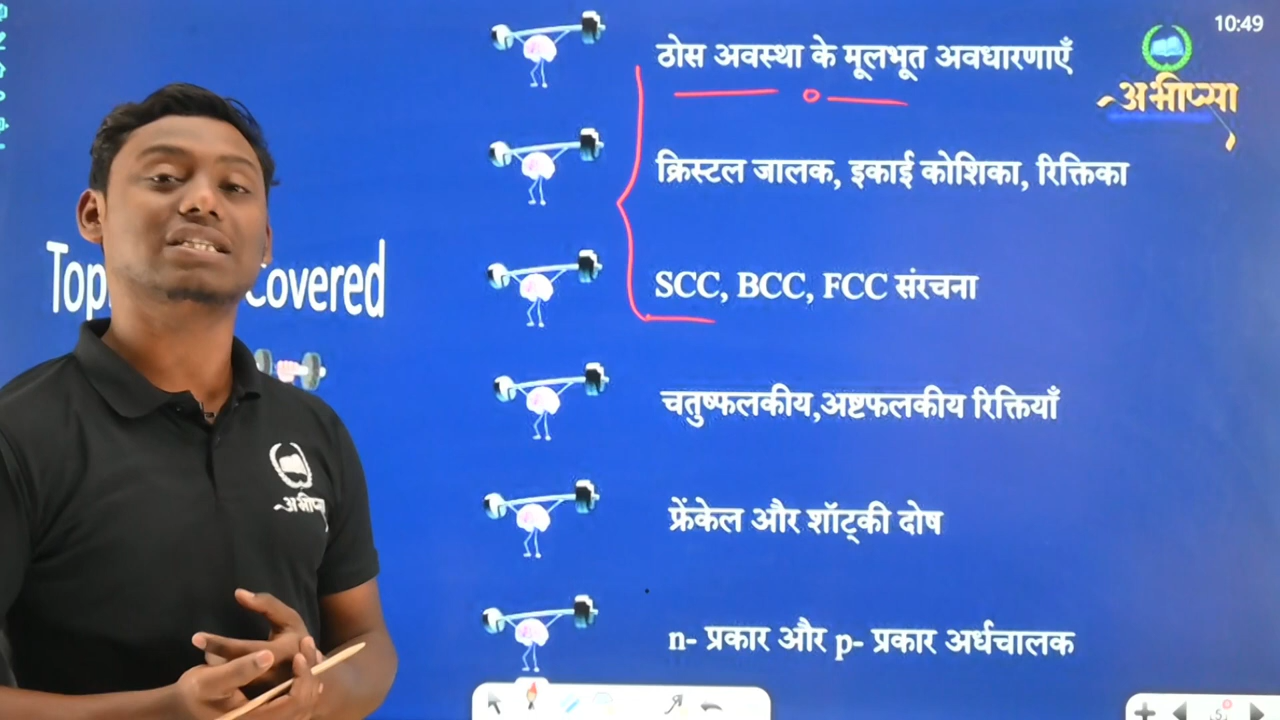 10:49
ठोस अवस्था के मूलभूत अवधारणाएँ
अभीप्सा
क्रिस्टल जालक, इकाई कोशिका, रिक्तिका
SCC, BCC, FCC संरचना
Covered
चतुष्फलकीय,अष्टफलकीय रिक्तियाँ
अभीप्सा
फ्रेंकेल और शॉट्की दोष
n- प्रकार और p- प्रकार अर्धचालक